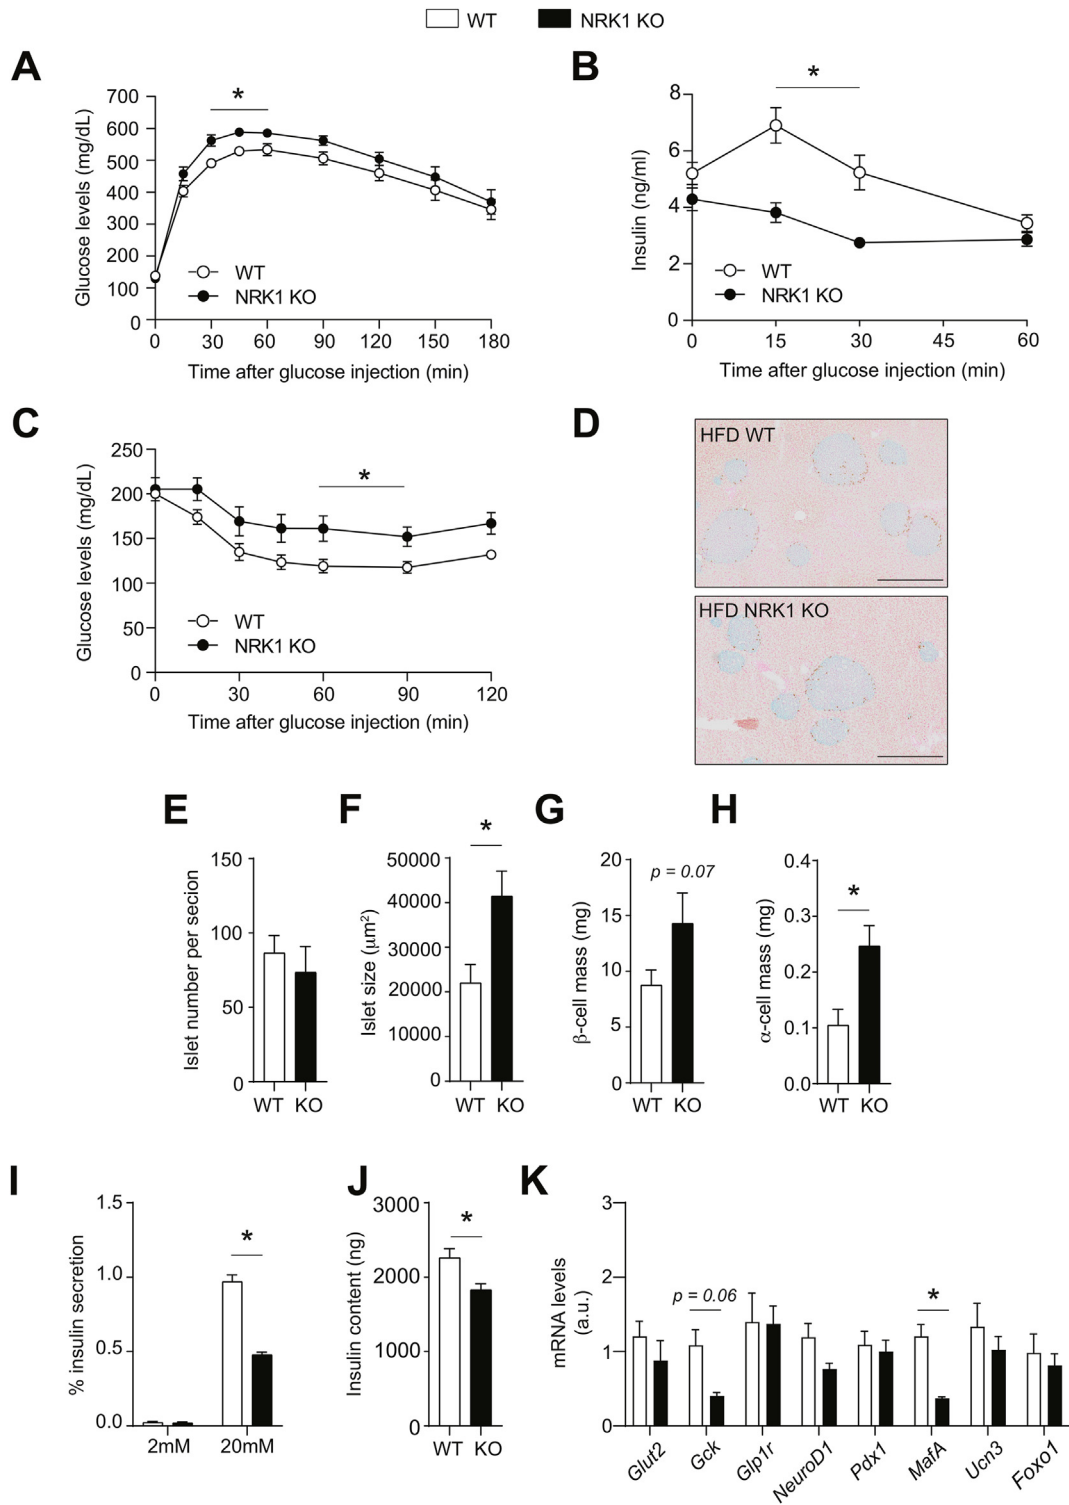 WT NRK1 KO
A
700
600
500
400
300
200
100
0
Glucose levels (mg/dL)
*
WT
NRK1 KO
0 30 60 90 120 150 180
Time after glucose injection (min)
B
8
6
4
2
0
Insulin (ng/ml)
*
WT
NRK1 KO
0 15 30 45 60
Time after glucose injection (min)
C
250
200
150
100
50
0
Glucose levels (mg/dL)
*
WT
NRK1 KO
0 30 60 90 120
Time after glucose injection (min)
D
HFD WT
HFD NRK1 KO
E
150
100
50
0
Islet number per secion
WT KO
F
50000
40000
30000
20000
10000
0
Islet size (μm²)
*
WT KO
G
20
15
10
5
0
β-cell mass (mg)
p = 0.07
WT KO
H
0.4
0.3
0.2
0.1
0.0
α-cell mass (mg)
*
WT KO
I
1.5
1.0
0.5
0.0
% insulin secretion
*
2mM 20mM
J
3000
2000
1000
0
Insulin content (ng)
*
WT KO
K
3
2
1
0
mRNA levels
(a.u.)
p = 0.06
*
Glut2
Gck
Glp1r
NeuroD1
Pdx1
MafA
Ucn3
Foxo1